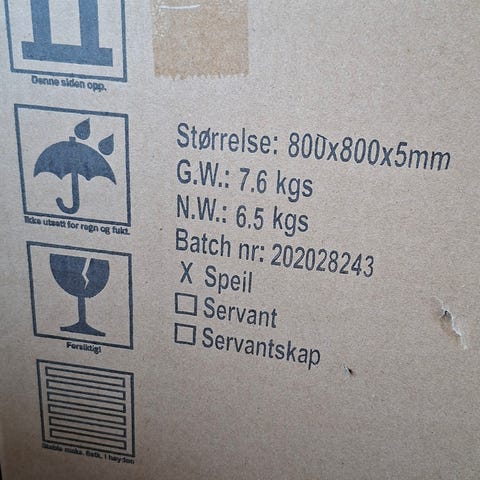 Denne siden opp.
Ikke utsett for regn og fukt.
Forsiktig!
Størrelse: 800x800x5mm
G.W.: 7.6 kgs
N.W.: 6.5 kgs
Batch nr: 202028243
X Speil
Servant
Servantskap